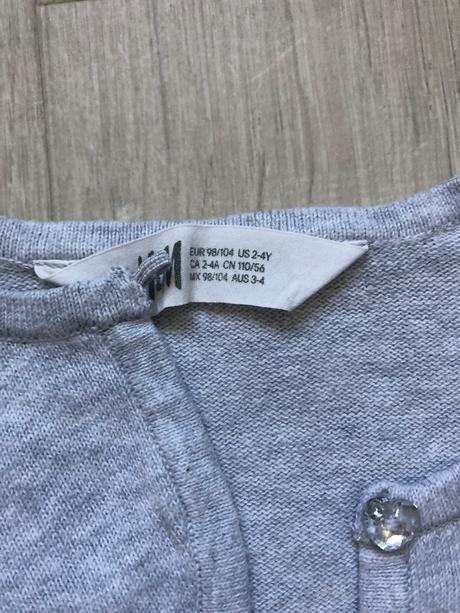 H&M
EUR 98/104 US 2-4Y
CA 2-4A CN 110/56
MX 98/104 AUS 3-4